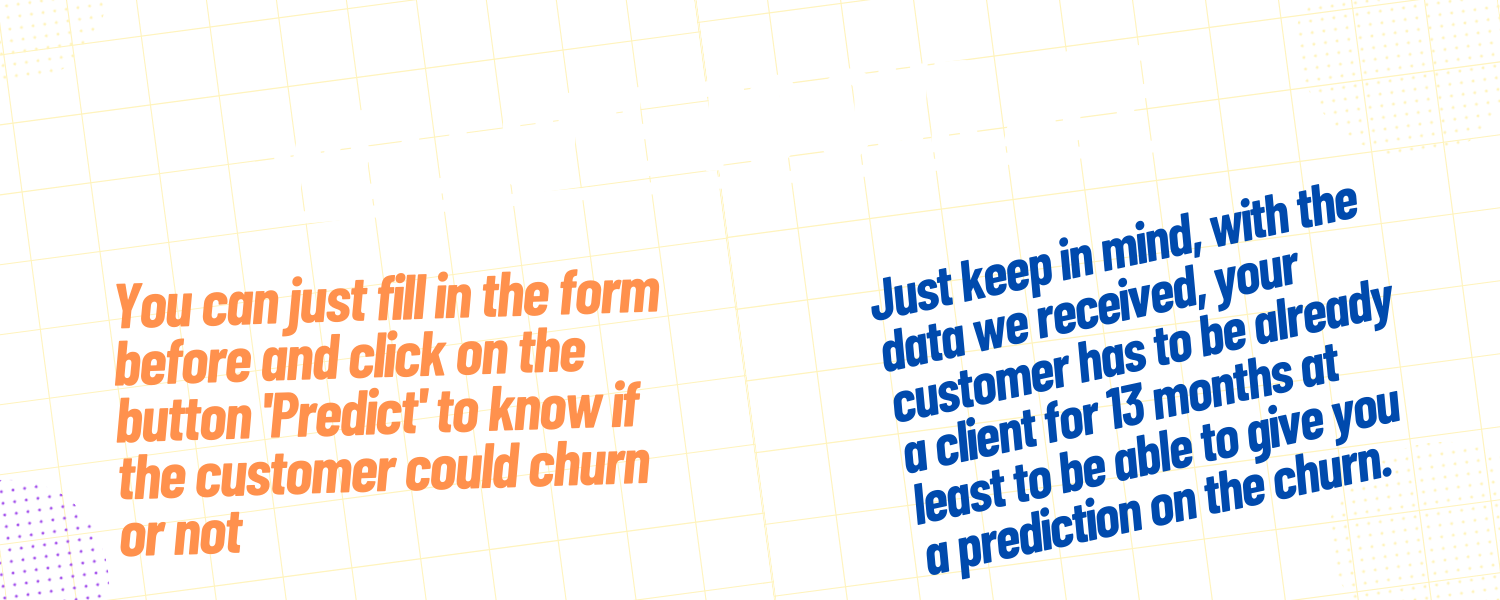 You can just fill in the form
before and click on the
button 'Predict' to know if
the customer could churn
or not
Just keep in mind, with the
data we received, your
customer has to be already
a client for 13 months at
least to be able to give you
a prediction on the churn.